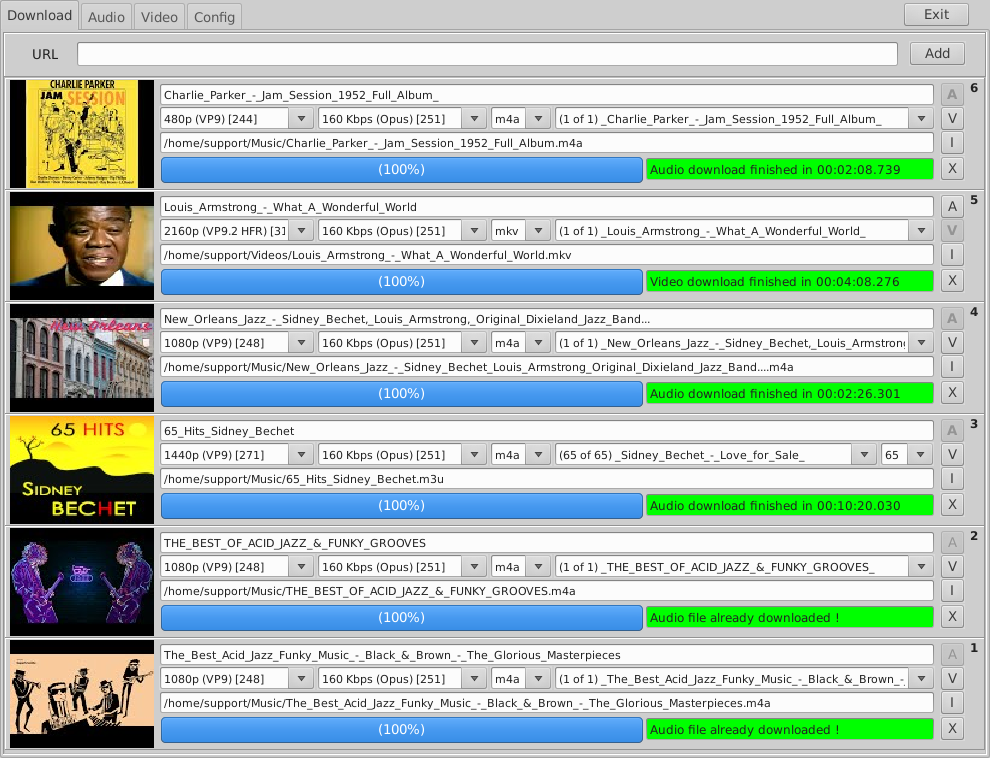 Download Audio Video Config Exit
URL Add
CHARLIE PARKER
JAM SESSION
Charlie_Parker_-_Jam_Session_1952_Full_Album_ A 6
480p (VP9) [244] 160 Kbps (Opus) [251] m4a (1 of 1) _Charlie_Parker_-_Jam_Session_1952_Full_Album_ V
/home/support/Music/Charlie_Parker_-_Jam_Session_1952_Full_Album.m4a I
(100%) Audio download finished in 00:02:08.739 X
Louis_Armstrong_-_What_A_Wonderful_World A 5
2160p (VP9.2 HFR) [31 160 Kbps (Opus) [251] mkv (1 of 1) _Louis_Armstrong_-_What_A_Wonderful_World_ V
/home/support/Videos/Louis_Armstrong_-_What_A_Wonderful_World.mkv I
(100%) Video download finished in 00:04:08.276 X
New Orleans
New_Orleans_Jazz_-_Sidney_Bechet,_Louis_Armstrong,_Original_Dixieland_Jazz_Band... A 4
1080p (VP9) [248] 160 Kbps (Opus) [251] m4a (1 of 1) _New_Orleans_Jazz_-_Sidney_Bechet,_Louis_Armstrong V
/home/support/Music/New_Orleans_Jazz_-_Sidney_Bechet_Louis_Armstrong_Original_Dixieland_Jazz_Band....m4a I
(100%) Audio download finished in 00:02:26.301 X
65 HITS
SIDNEY
BECHET
65_Hits_Sidney_Bechet A 3
1440p (VP9) [271] 160 Kbps (Opus) [251] m4a (65 of 65) _Sidney_Bechet_-_Love_for_Sale_ 65 V
/home/support/Music/65_Hits_Sidney_Bechet.m3u I
(100%) Audio download finished in 00:10:20.030 X
THE_BEST_OF_ACID_JAZZ_&_FUNKY_GROOVES A 2
1080p (VP9) [248] 160 Kbps (Opus) [251] m4a (1 of 1) _THE_BEST_OF_ACID_JAZZ_&_FUNKY_GROOVES_ V
/home/support/Music/THE_BEST_OF_ACID_JAZZ_&_FUNKY_GROOVES.m4a I
(100%) Audio file already downloaded ! X
The_Best_Acid_Jazz_Funky_Music_-_Black_&_Brown_-_The_Glorious_Masterpieces A 1
1080p (VP9) [248] 160 Kbps (Opus) [251] m4a (1 of 1) _The_Best_Acid_Jazz_Funky_Music_-_Black_&_Brown_-_ V
/home/support/Music/The_Best_Acid_Jazz_Funky_Music_-_Black_&_Brown_-_The_Glorious_Masterpieces.m4a I
(100%) Audio file already downloaded ! X